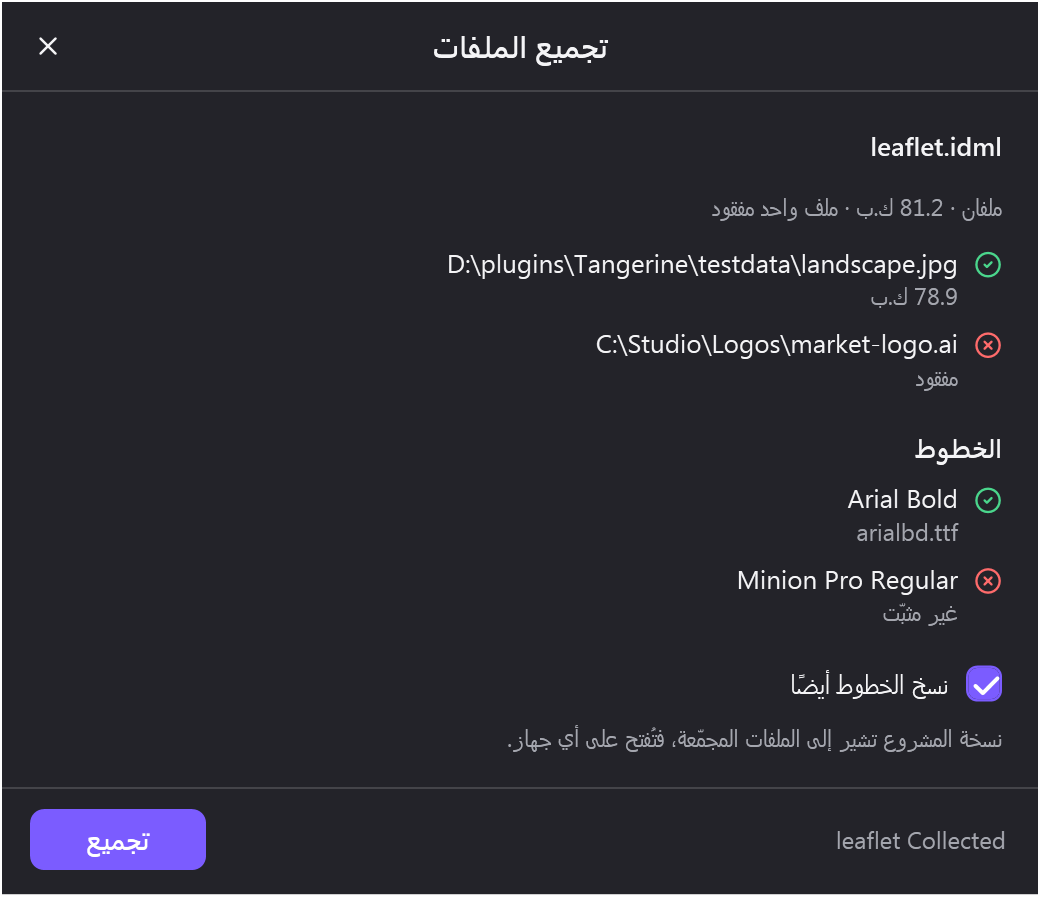 تجميع الملفات
leaflet.idml
ملفان · 81.2 ك.ب · ملف واحد مفقود
D:\plugins\Tangerine\testdata\landscape.jpg
78.9 ك.ب
C:\Studio\Logos\market-logo.ai
مفقود
الخطوط
Arial Bold
arialbd.ttf
Minion Pro Regular
غير مثبّت
نسخ الخطوط أيضًا
نسخة المشروع تشير إلى الملفات المجمّعة، فتُفتح على أي جهاز.
leaflet Collected
تجميع